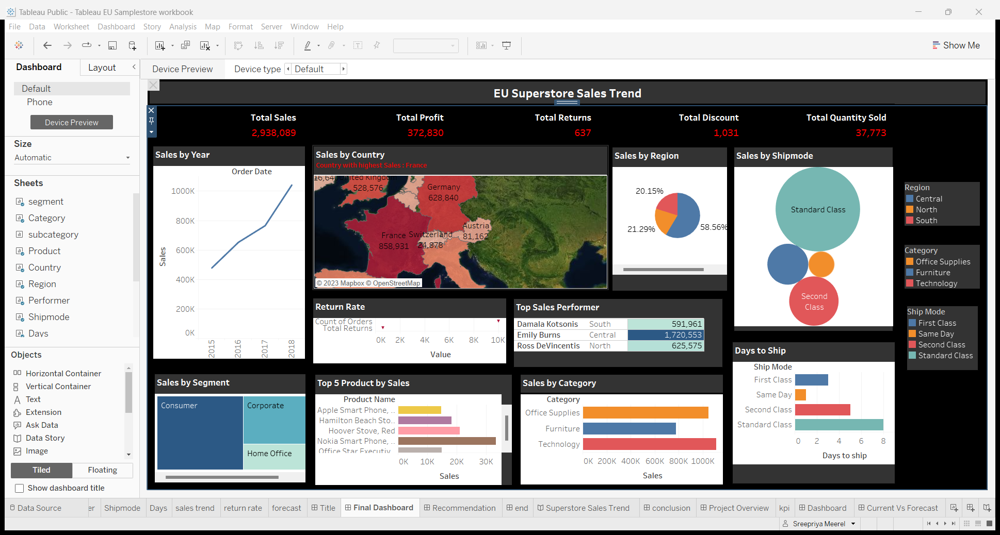 Tableau Public - Tableau EU Samplestore workbook
File Data Worksheet Dashboard Story Analysis Map Format Server Window Help
Show Me
Dashboard Layout
Device Preview Device type Default
Default
Phone
Device Preview
Size
Automatic
Sheets
segment
Category
subcategory
Product
Country
Region
Performer
Shipmode
Days
Objects
Horizontal Container
Vertical Container
Text
Extension
Ask Data
Data Story
Image
Tiled Floating
Show dashboard title
EU Superstore Sales Trend
Total Sales
2,938,089
Total Profit
372,830
Total Returns
637
Total Discount
1,031
Total Quantity Sold
37,773
Sales by Year
Order Date
1000K
800K
600K
400K
200K
0K
Sales
2015
2016
2017
2018
Sales by Country
Country with highest Sales : France
16,640
United Kingdom
528,576
Germany
628,840
France
858,931
Switzerland
24,878
Austria
81,162
© 2023 Mapbox © OpenStreetMap
Sales by Region
20.15%
21.29%
58.56%
Sales by Shipmode
Standard Class
Second
Class
Region
Central
North
South
Category
Office Supplies
Furniture
Technology
Ship Mode
First Class
Same Day
Second Class
Standard Class
Return Rate
Count of Orders
Total Returns
0K 2K 4K 6K 8K 10K
Value
Top Sales Performer
Damala Kotsonis South 591,961
Emily Burns Central 1,720,553
Ross DeVincentis North 625,575
Days to Ship
Ship Mode
First Class
Same Day
Second Class
Standard Class
0 2 4 6 8
Days to ship
Sales by Segment
Consumer
Corporate
Home Office
Top 5 Product by Sales
Product Name
Apple Smart Phone, ..
Hamilton Beach Sto..
Hoover Stove, Red
Nokia Smart Phone, ..
Office Star Executiv
0K 10K 20K 30K
Sales
Sales by Category
Category
Office Supplies
Furniture
Technology
0K 200K 400K 600K 800K 1000K
Sales
Data Source er Shipmode Days sales trend return rate forecast Title Final Dashboard Recommendation end Superstore Sales Trend conclusion Project Overview kpi Dashboard Current Vs Forecast
Sreepriya Meerel